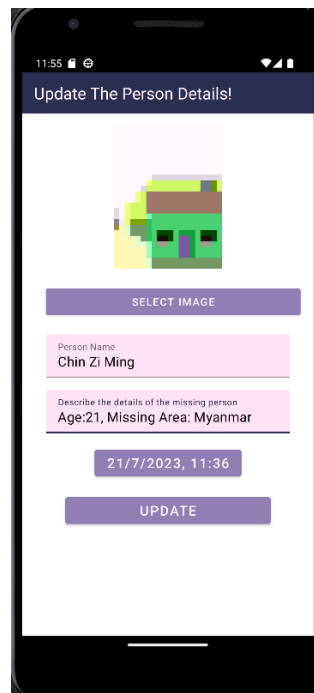 11:55
Update The Person Details!
SELECT IMAGE
Person Name
Chin Zi Ming
Describe the details of the missing person
Age:21, Missing Area: Myanmar
21/7/2023, 11:36
UPDATE